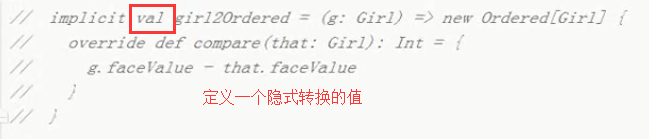 // implicit val girl2Ordered = (g: Girl) => new Ordered[Girl] {
//   override def compare(that: Girl): Int = {
//     g.faceValue - that.faceValue
//   }
定义一个隐式转换的值
// }